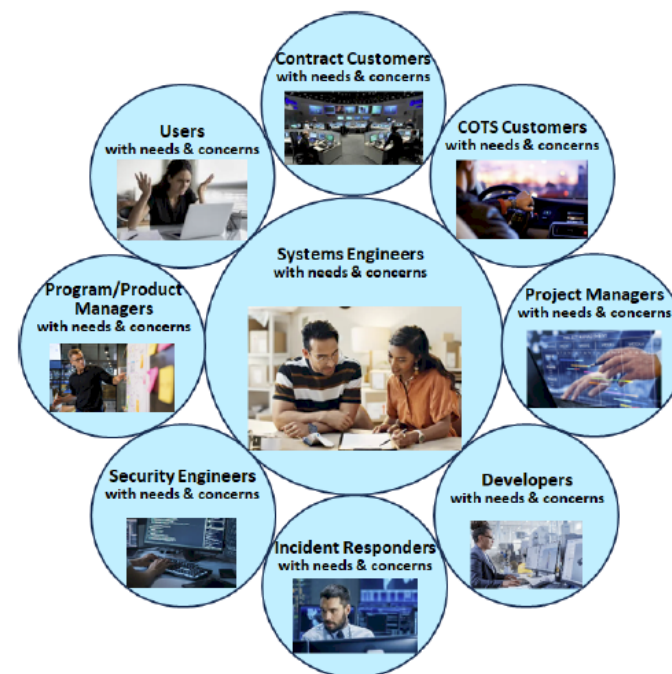 Contract Customers
with needs & concerns
Users
with needs & concerns
COTS Customers
with needs & concerns
Systems Engineers
with needs & concerns
Program/Product
Managers
with needs & concerns
Project Managers
with needs & concerns
Security Engineers
with needs & concerns
Developers
with needs & concerns
Incident Responders
with needs & concerns